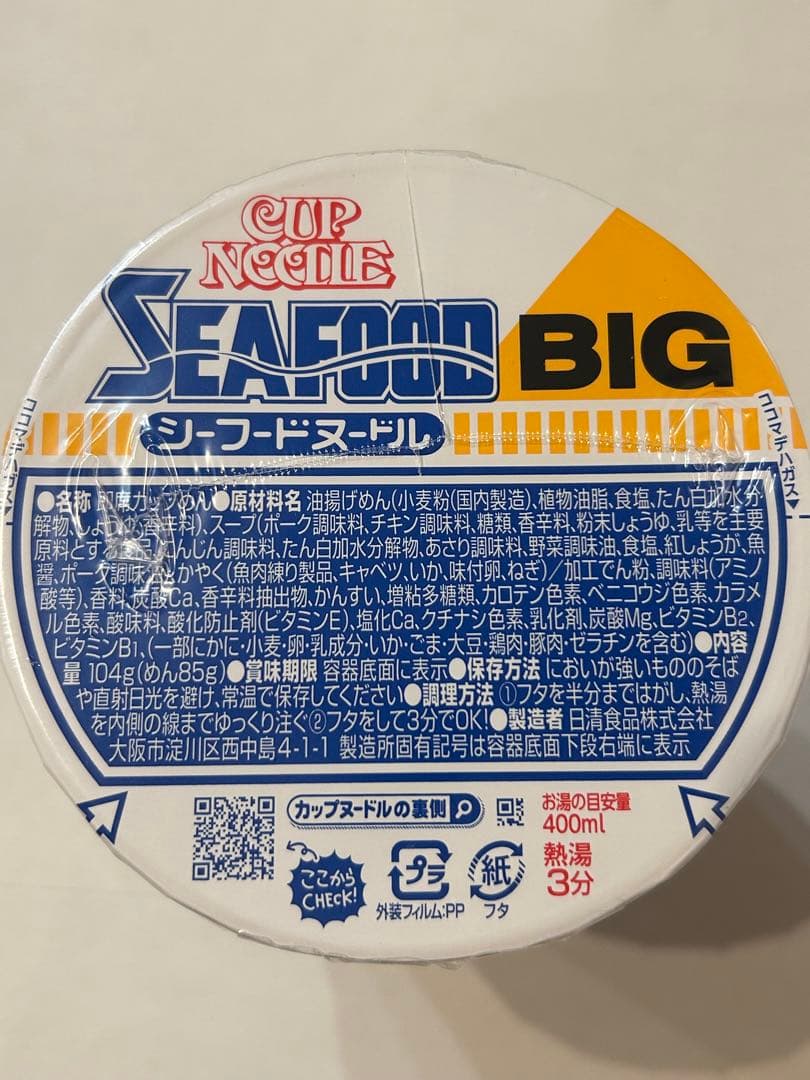 CUP
NOODLE
SEAFOOD
BIG
シーフードヌードル
ココマデハガス
●名称 即席カップめん●原材料名 油揚げめん(小麦粉(国内製造)、植物油脂、食塩、たん白加水分
解物、しょうゆ、香辛料)、スープ(ポーク調味料、チキン調味料、糖類、香辛料、粉末しょうゆ、乳等を主要
原料とする食品、たんじん調味料、たん白加水分解物、あさり調味料、野菜調味油、食塩、紅しょうが、魚
醤、ポーク調味油)、かやく(魚肉練り製品、キャベツ、いか、味付卵、ねぎ)/加工でん粉、調味料(アミノ
酸等)、香料、炭酸Ca、香辛料抽出物、かんすい、増粘多糖類、カロテン色素、ベニコウジ色素、カラメ
ル色素、酸味料、酸化防止剤(ビタミンE)、塩化Ca、クチナシ色素、乳化剤、炭酸Mg、ビタミンB2、
ビタミンB1、(一部にかに・小麦・卵・乳成分・いか・ごま・大豆・鶏肉・豚肉・ゼラチンを含む)●内容
量 104g(めん85g)●賞味期限 容器底面に表示●保存方法 においが強いもののそば
や直射日光を避け、常温で保存してください●調理方法 ①フタを半分まではがし、熱湯
を内側の線までゆっくり注ぐ②フタをして3分でOK!●製造者 日清食品株式会社
大阪市淀川区西中島4-1-1 製造所固有記号は容器底面下段右端に表示
カップヌードルの裏側
ここから
CHECK!
プラ
外装フィルム:PP
紙
フタ
お湯の目安量
400ml
熱湯
3分